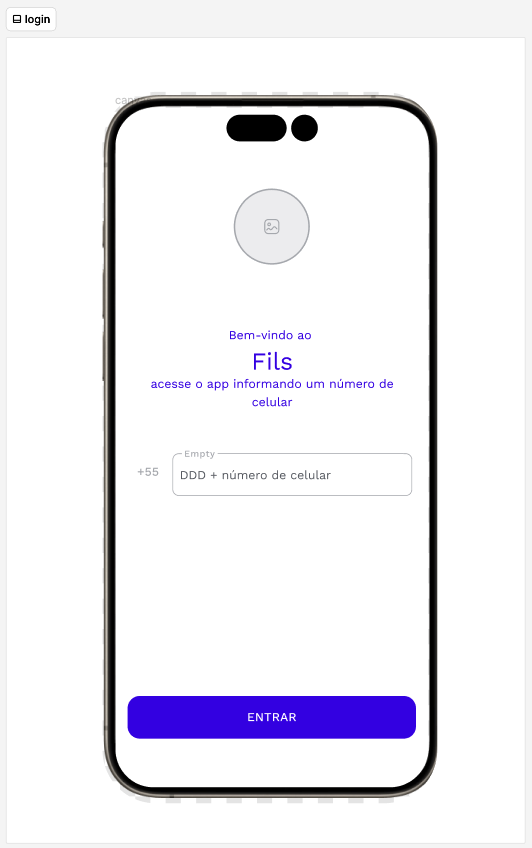 login
Bem-vindo ao
Fils
acesse o app informando um número de
celular
Empty
+55
DDD + número de celular
ENTRAR